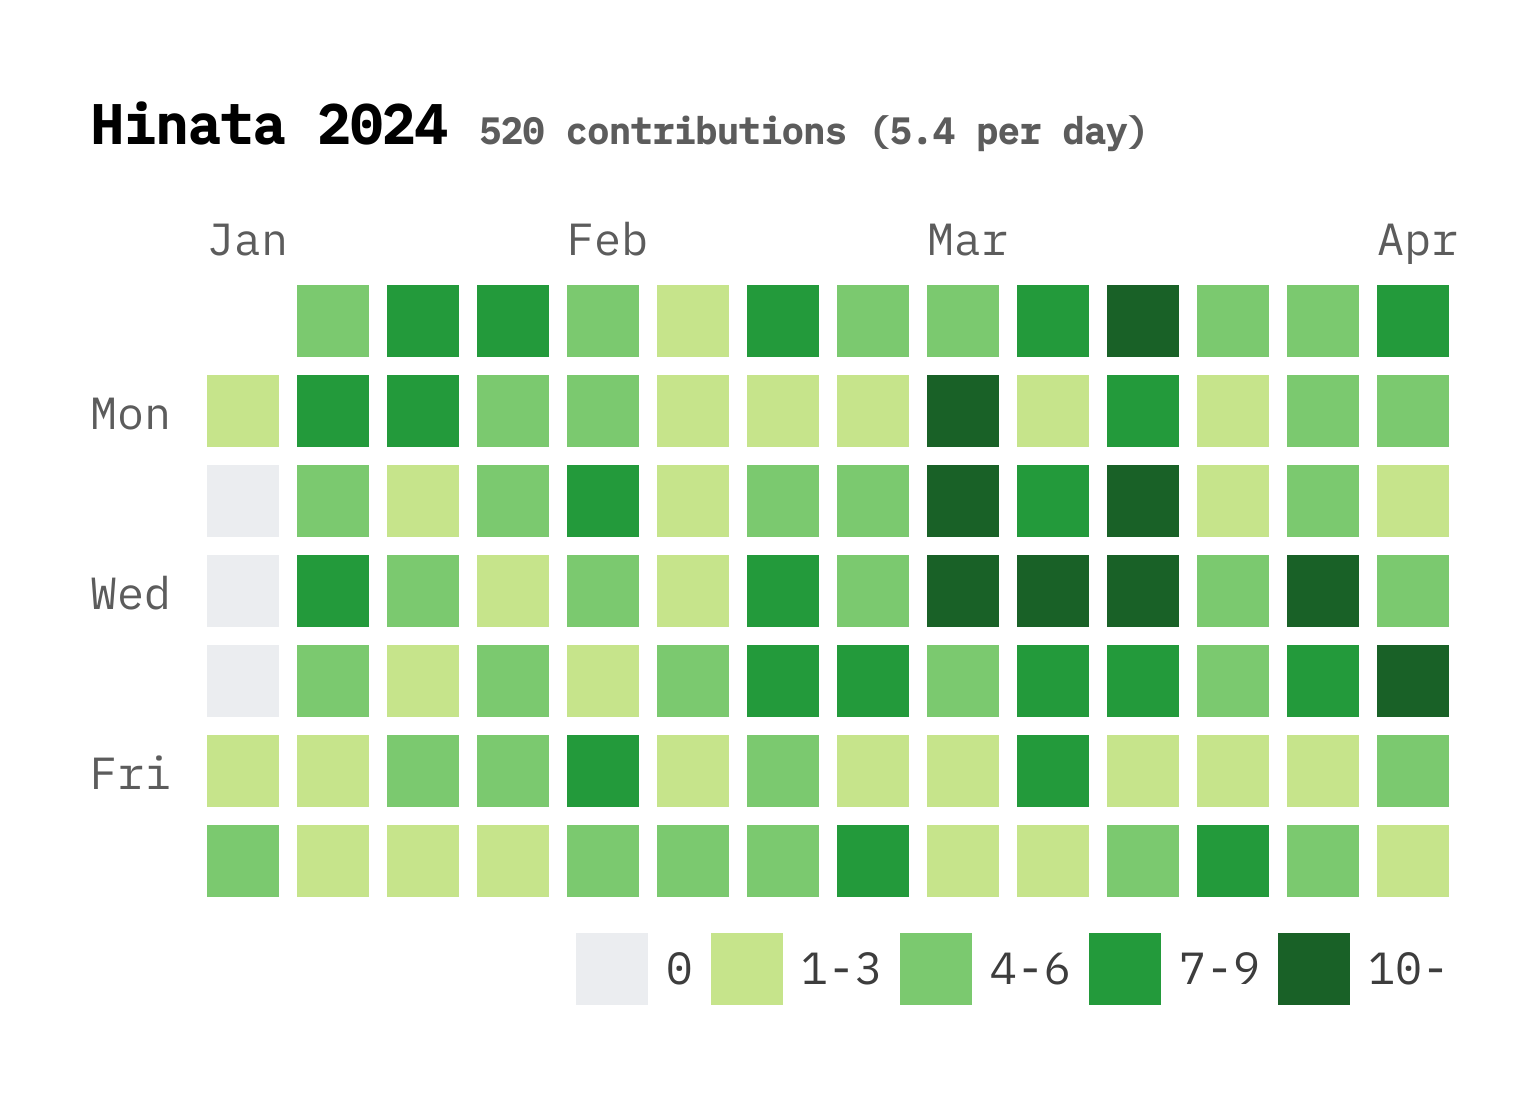 Hinata 2024 520 contributions (5.4 per day)
Jan Feb Mar Apr
Mon
Wed
Fri
0 1-3 4-6 7-9 10-